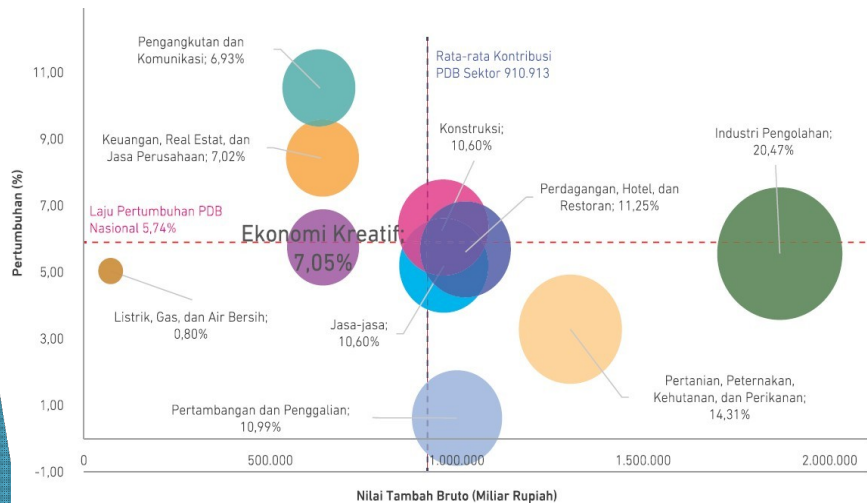 Pengangkutan dan
Komunikasi; 6,93%
Rata-rata Kontribusi
PDB Sektor 910.913
11,00
Keuangan, Real Estat, dan
Jasa Perusahaan; 7,02%
9,00
Konstruksi;
10,60%
Industri Pengolahan;
20,47%
Perdagangan, Hotel, dan
Restoran; 11,25%
7,00
Laju Pertumbuhan PDB
Nasional 5,74%
Ekonomi Kreatif;
7,05%
5,00
Listrik, Gas, dan Air Bersih;
0,80%
Jasa-jasa;
10,60%
3,00
Pertanian, Peternakan,
Kehutanan, dan Perikanan;
14,31%
Pertambangan dan Penggalian;
10,99%
1,00
-1,00
0
500.000
1.000.000
1.500.000
2.000.000
Pertumbuhan (%)
Nilai Tambah Bruto (Miliar Rupiah)